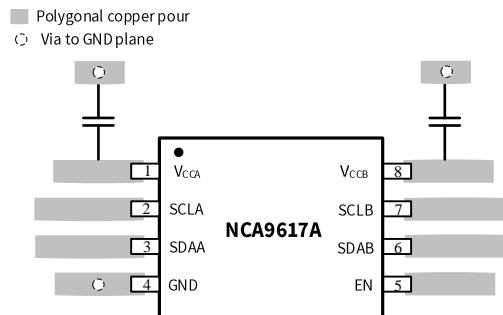 Polygonal copper pour
Via to GND plane
1 VCCA VCCB 8
2 SCLA SCLB 7
NCA9617A
3 SDAA SDAB 6
4 GND EN 5